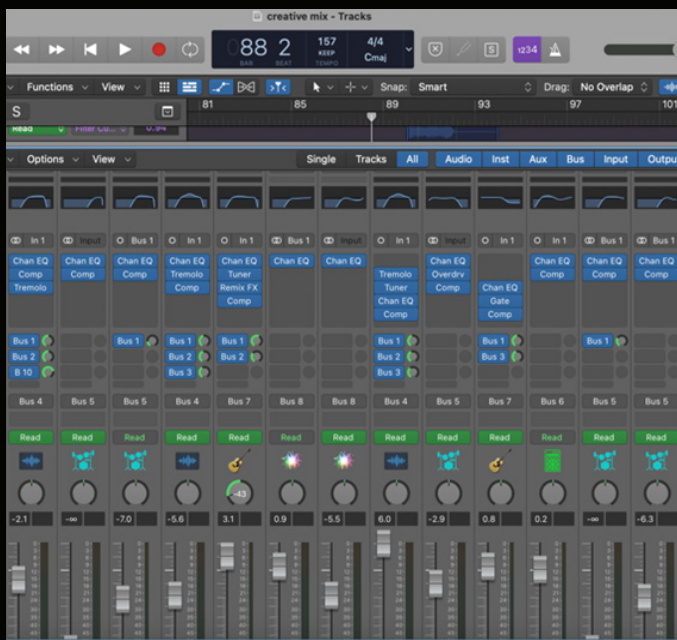 creative mix - Tracks
88 2 157 4/4
KEEP Cmaj
BAR BEAT TEMPO
S 1234
Functions View Snap: Smart Drag: No Overlap
S 81 85 89 93 97 101
Read 0.94
Options View Single Tracks All Audio Inst Aux Bus Input Outpu
In 1 Input Bus 1 In 1 In 1 Bus 1 Input In 1 Input In 1 Bus 1 Bus 1 Bus 1
Chan EQ Chan EQ Chan EQ Chan EQ Chan EQ Chan EQ Chan EQ Chan EQ Chan EQ Chan EQ Chan EQ
Comp Comp Comp Tremolo Tuner Tremolo Overdrv Comp Comp Comp
Tremolo Comp Remix FX Tuner Comp Chan EQ
Comp Chan EQ Gate
Comp Comp
Bus 1 Bus 1 Bus 1 Bus 1 Bus 1 Bus 1 Bus 1
Bus 2 Bus 2 Bus 2 Bus 2 Bus 3
B 10 Bus 3 Bus 3
Bus 4 Bus 5 Bus 5 Bus 4 Bus 7 Bus 8 Bus 8 Bus 4 Bus 5 Bus 7 Bus 6 Bus 5 Bus 5
Read Read Read Read Read Read Read Read Read Read Read Read Read
-43
-2.1 -∞ -7.0 -5.6 3.1 0.9 -5.5 6.0 -2.9 0.8 0.2 -∞ -6.3